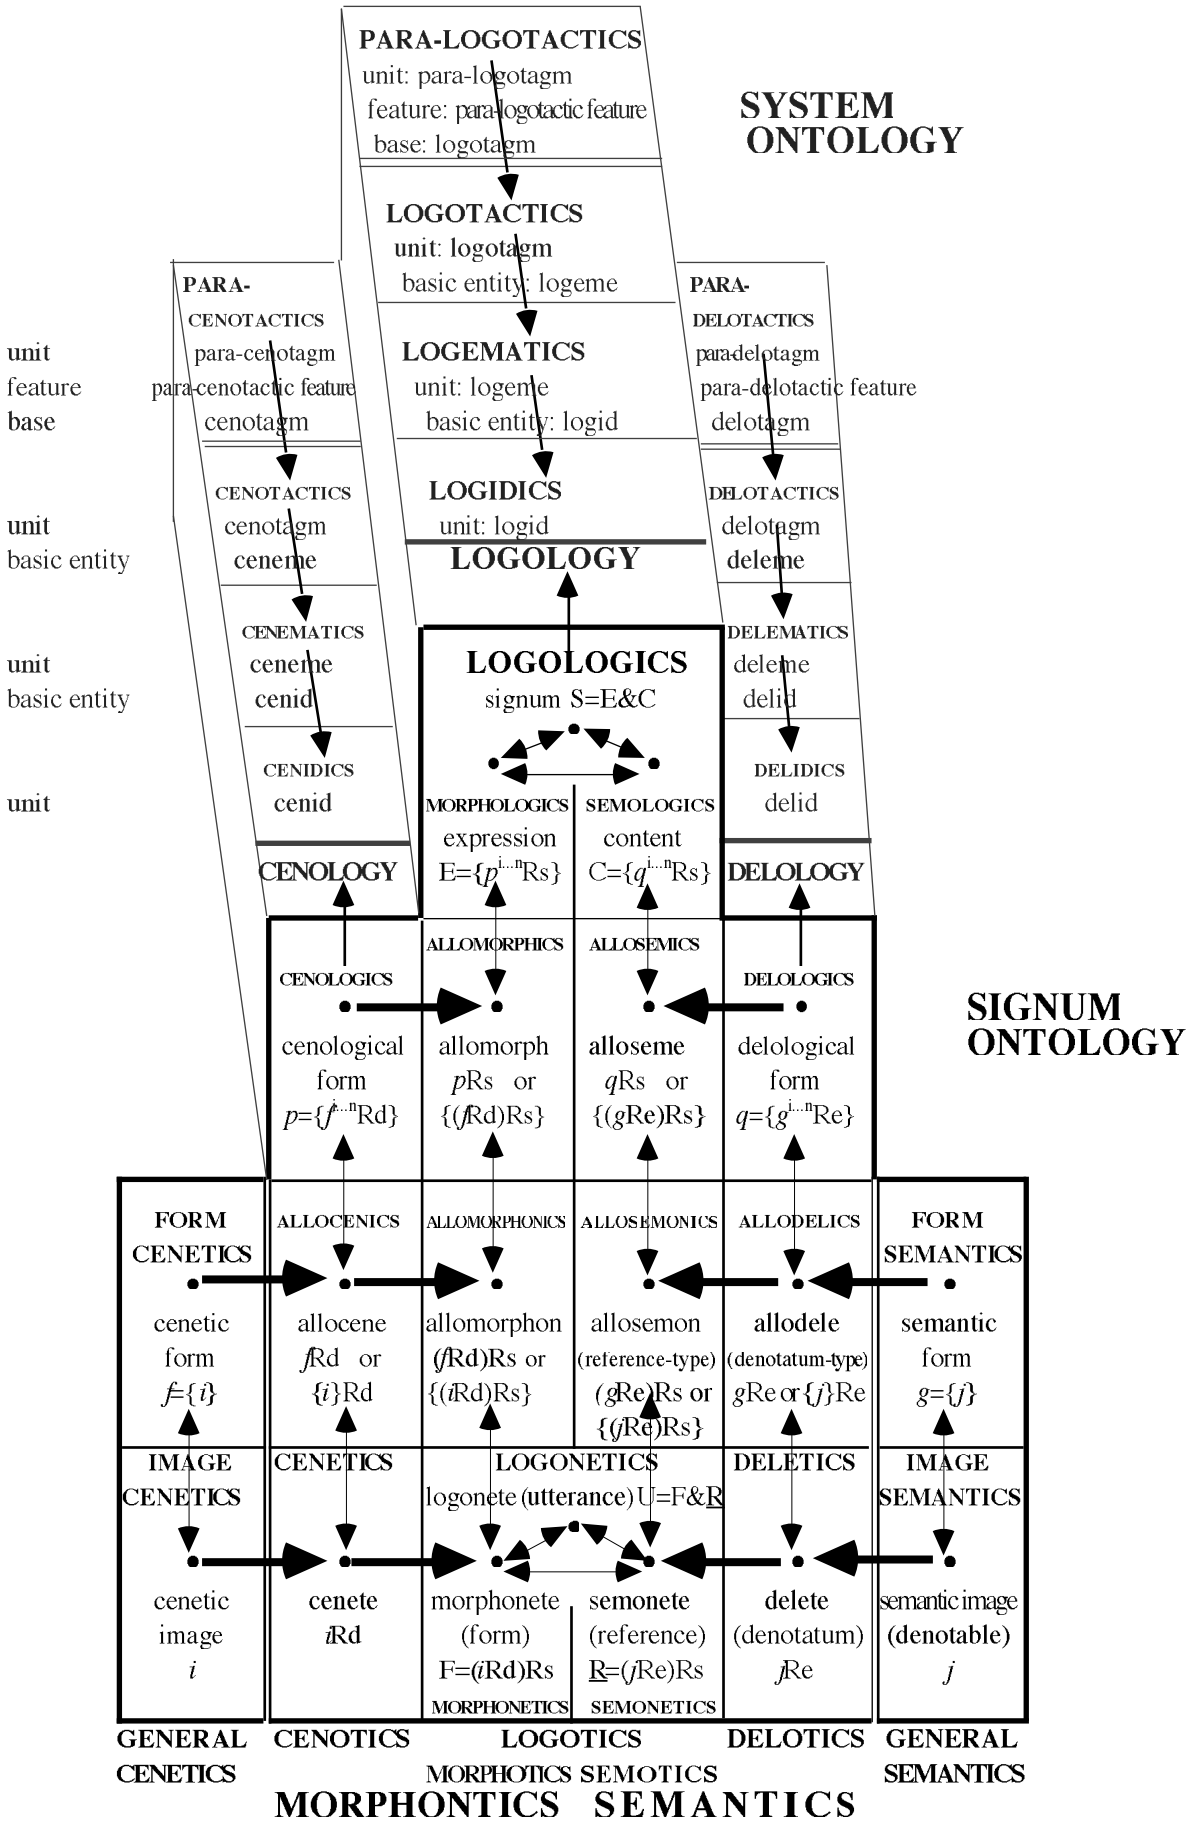 PARA-LOGOTACTICS
unit: para-logotagm
feature: para-logotactic feature
base: logotagm
SYSTEM
ONTOLOGY
LOGOTACTICS
unit: logotagm
basic entity: logeme
LOGEMATICS
unit: logeme
basic entity: logid
LOGIDICS
unit: logid
LOGOLOGY
PARA-
CENOTACTICS
unit
para-cenotagm
feature
para-cenotactic feature
base
cenotagm
CENOTACTICS
unit
cenotagm
basic entity
ceneme
CENEMATICS
unit
ceneme
basic entity
cenid
CENIDICS
unit
cenid
CENOLOGY
PARA-
DELOTACTICS
para-delotagm
para-delotactic feature
delotagm
DELOTACTICS
delotagm
deleme
DELEMATICS
deleme
delid
DELIDICS
delid
DELOLOGY
LOGOLOGICS
signum S=E&C
MORPHOLOGICS
expression
E={p^i...n Rs}
SEMOLOGICS
content
C={q^i...n Rs}
SIGNUM
ONTOLOGY
CENOLOGICS
cenological
form
p={f^i...n Rd}
ALLOMORPHICS
allomorph
pRs or
{(fRd)Rs}
ALLOSEMICS
alloseme
qRs or
{(gRe)Rs}
DELOLOGICS
delological
form
q={g^i...n Re}
FORM
CENETICS
cenetic
form
f={i}
ALLOCENICS
allocene
fRd or
{i}Rd
ALLOMORPHONICS
allomorphon
(fRd)Rs or
{(iRd)Rs}
ALLOSEMONICS
allosemon
(reference-type)
(gRe)Rs or
{(jRe)Rs}
ALLODELICS
allodele
(denotatum-type)
gRe or {j}Re
FORM
SEMANTICS
semantic
form
g={j}
IMAGE
CENETICS
cenetic
image
i
CENETICS
cenete
iRd
LOGONETICS
logonete (utterance) U=F&R
morphonete
(form)
F=(iRd)Rs
MORPHONETICS
semonete
(reference)
R=(jRe)Rs
SEMONETICS
DELETICS
delete
(denotatum)
jRe
IMAGE
SEMANTICS
semantic image
(denotable)
j
GENERAL
CENETICS
CENOTICS
LOGOTICS
MORPHOTICS SEMOTICS
DELOTICS
GENERAL
SEMANTICS
MORPHONTICS SEMANTICS